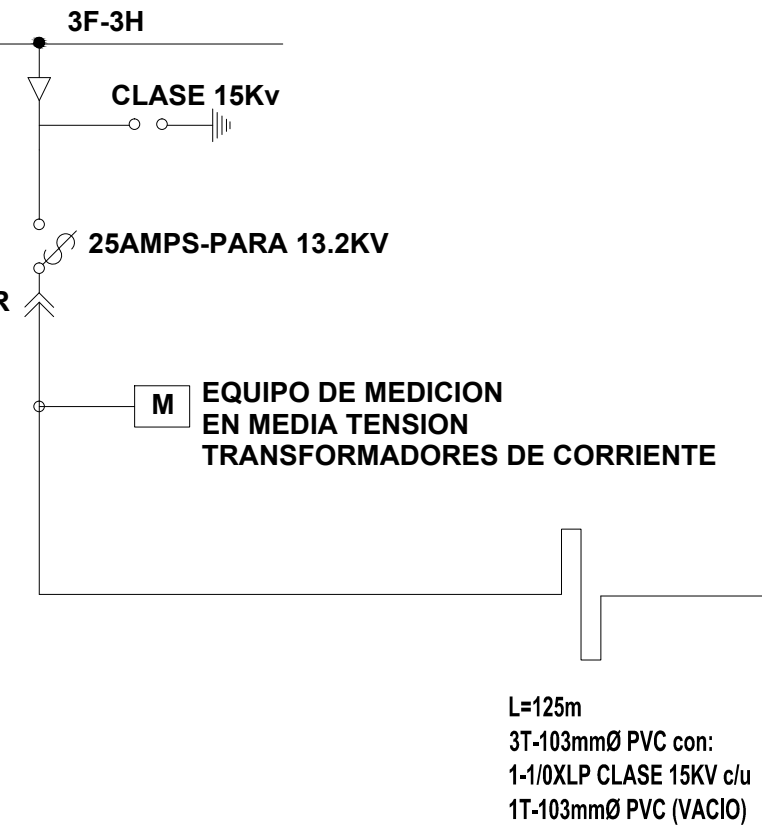 3F-3H
CLASE 15Kv
25AMPS-PARA 13.2KV
R
M
EQUIPO DE MEDICION
EN MEDIA TENSION
TRANSFORMADORES DE CORRIENTE
L=125m
3T-103mmØ PVC con:
1-1/0XLP CLASE 15KV c/u
1T-103mmØ PVC (VACIO)